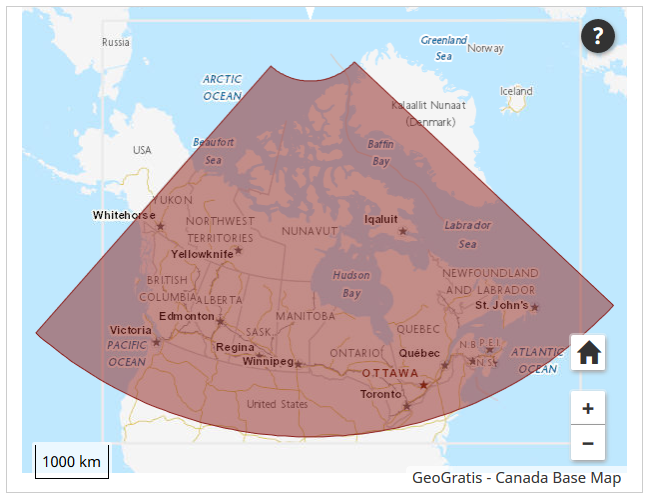 Russia
Greenland
Sea
Norway
?
ARCTIC
OCEAN
Iceland
Kalaallit Nunaat
(Denmark)
USA
Beaufort
Sea
Baffin
Bay
YUKON
Whitehorse
NORTHWEST
TERRITORIES
NUNAVUT
Iqaluit
Labrador
Sea
Yellowknife
Hudson
Bay
NEWFOUNDLAND
AND LABRADOR
St. John's
BRITISH
COLUMBIA
ALBERTA
Edmonton
MANITOBA
Victoria
PACIFIC
OCEAN
SASK
QUEBEC
Regina
Winnipeg
ONTARIO
Québec
N B
P.E.I.
N.S.
ATLANTIC
OCEAN
OTTAWA
Toronto
United States
+
−
1000 km
GeoGratis - Canada Base Map